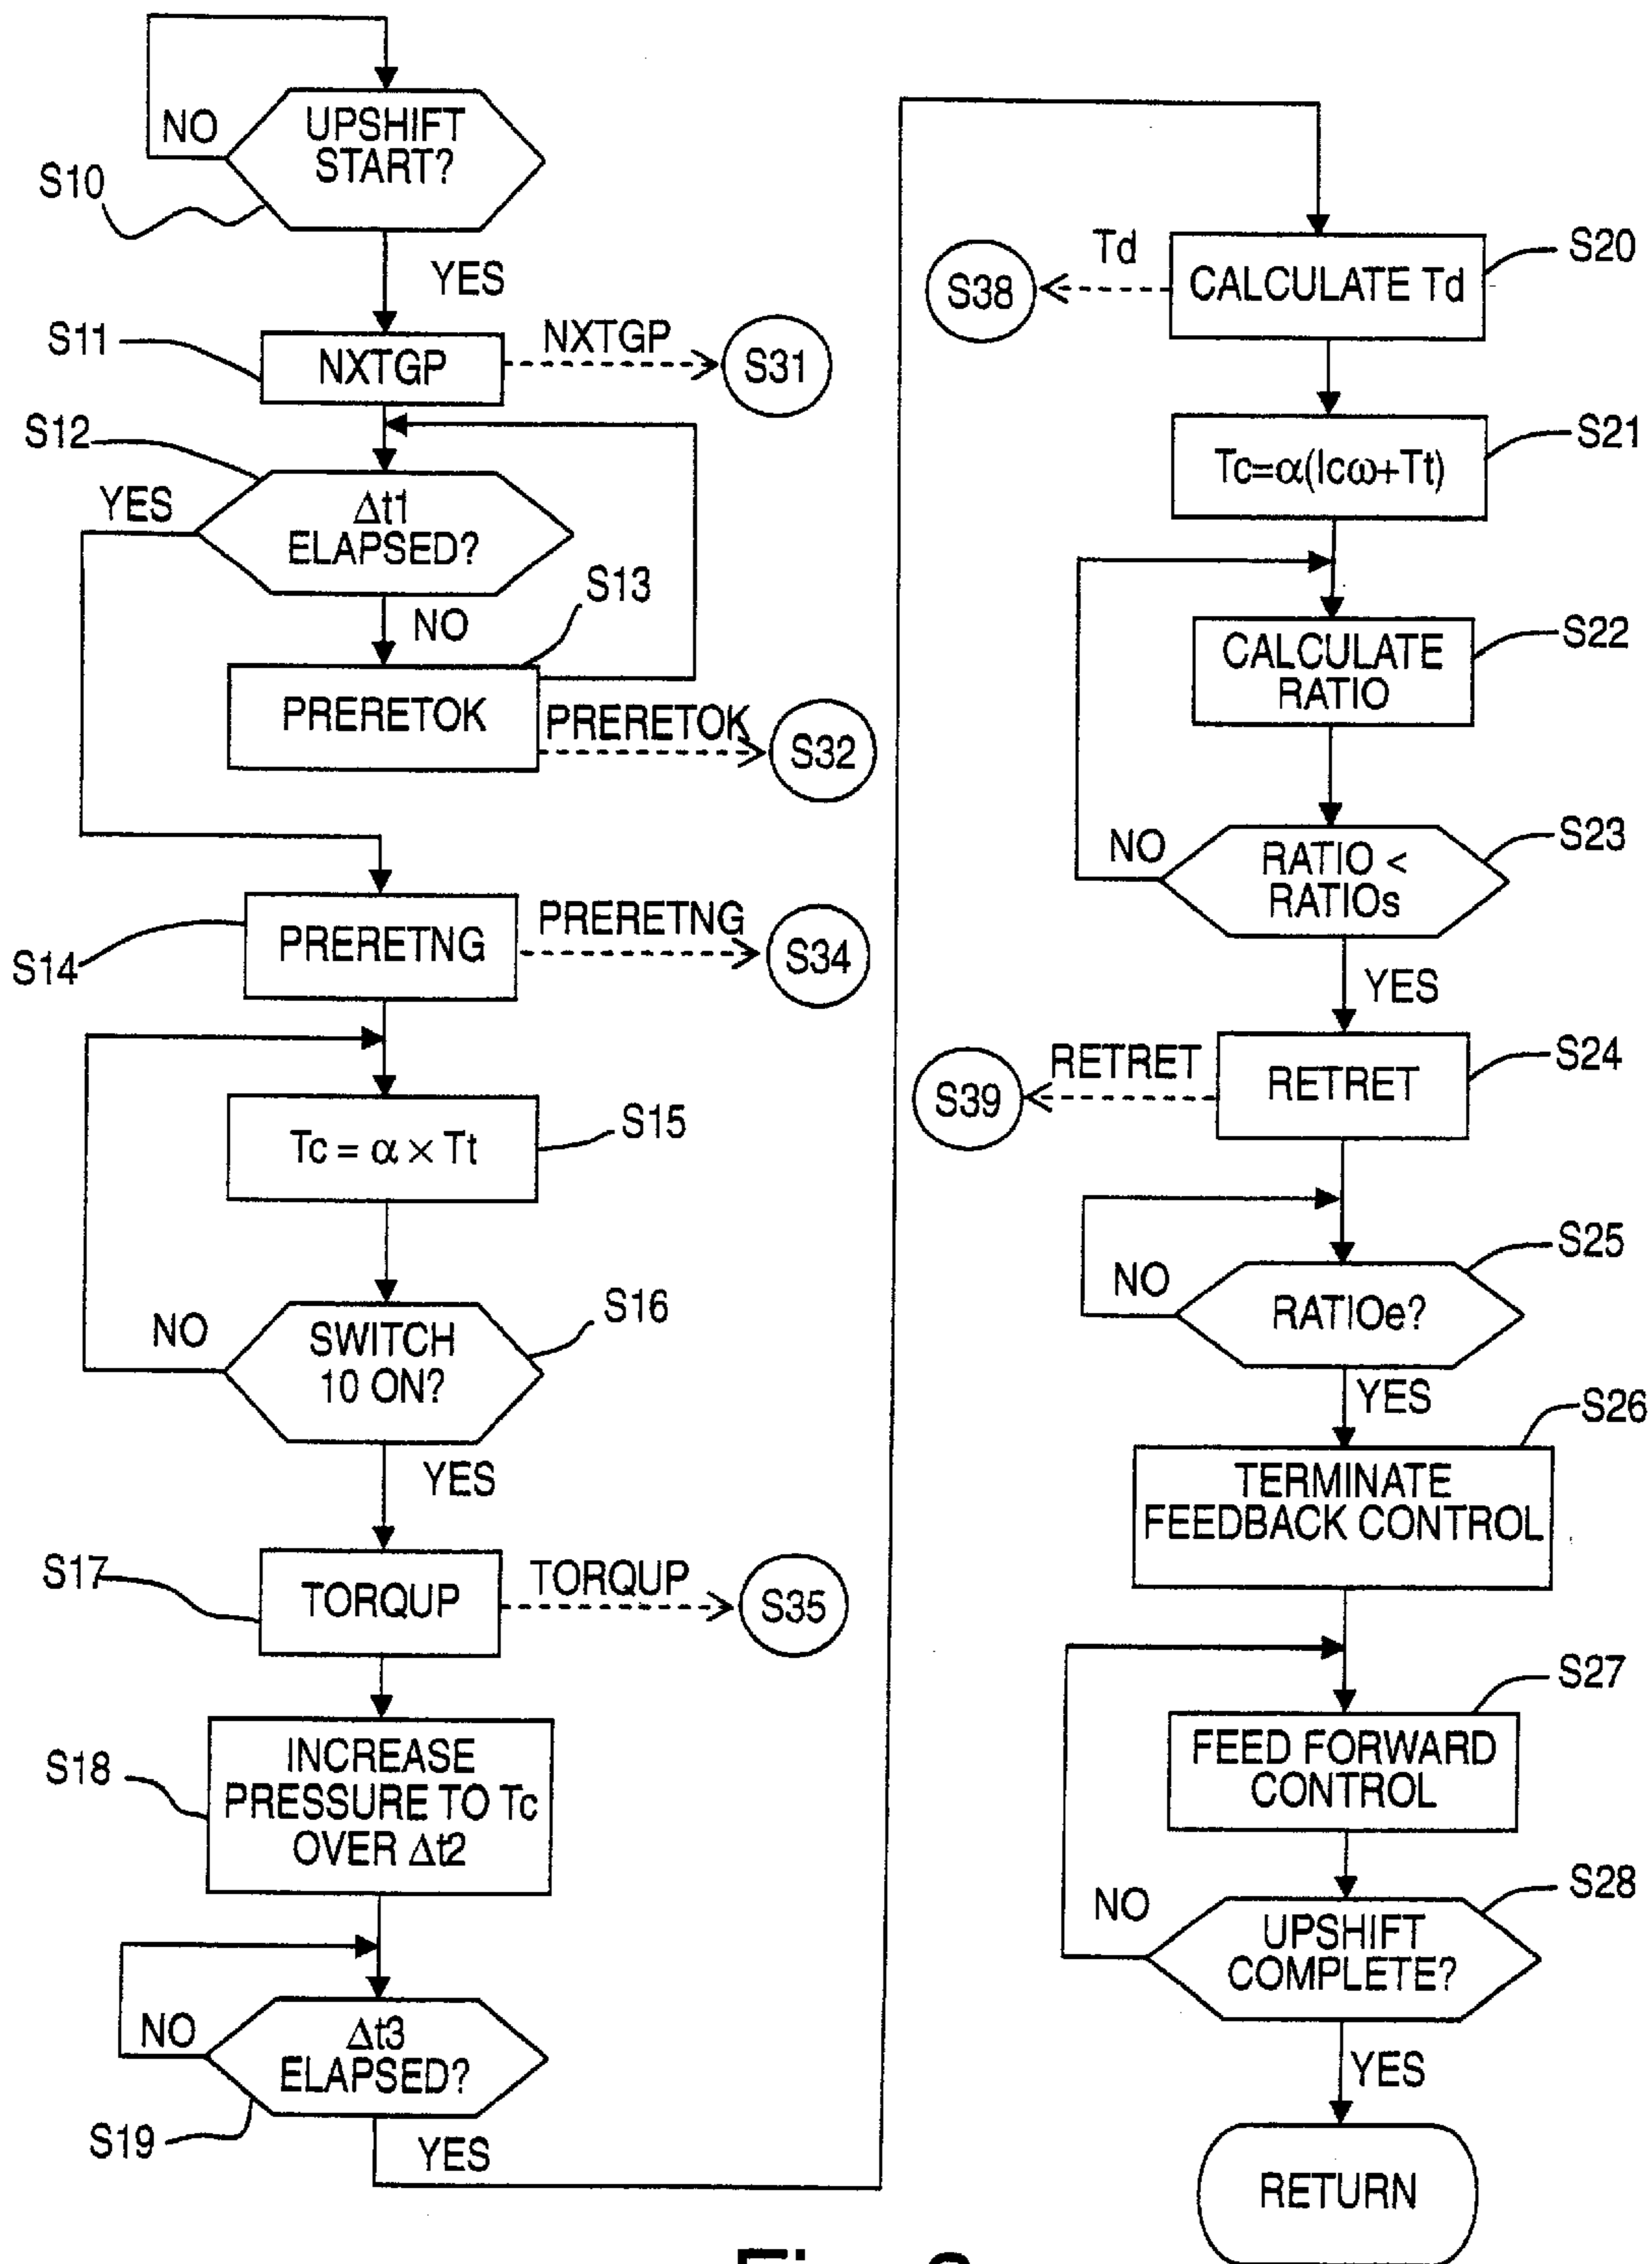 UPSHIFT
START?
NO
S10
YES
S11
NXTGP
NXTGP
S31
S12
YES
Δt1
ELAPSED?
S13
NO
PRERETOK
PRERETOK
S32
PRERETNG
PRERETNG
S34
S14
Tc = α × Tt
S15
S16
NO
SWITCH
10 ON?
YES
S17
TORQUP
TORQUP
S35
S18
INCREASE
PRESSURE TO Tc
OVER Δt2
NO
Δt3
ELAPSED?
S19
YES
S38
Td
CALCULATE Td
S20
Tc=α(Icω+Tt)
S21
CALCULATE
RATIO
S22
NO
RATIO <
RATIOs
S23
YES
S39
RETRET
RETRET
S24
NO
RATIOe?
S25
YES
S26
TERMINATE
FEEDBACK CONTROL
S27
FEED FORWARD
CONTROL
NO
S28
UPSHIFT
COMPLETE?
YES
RETURN